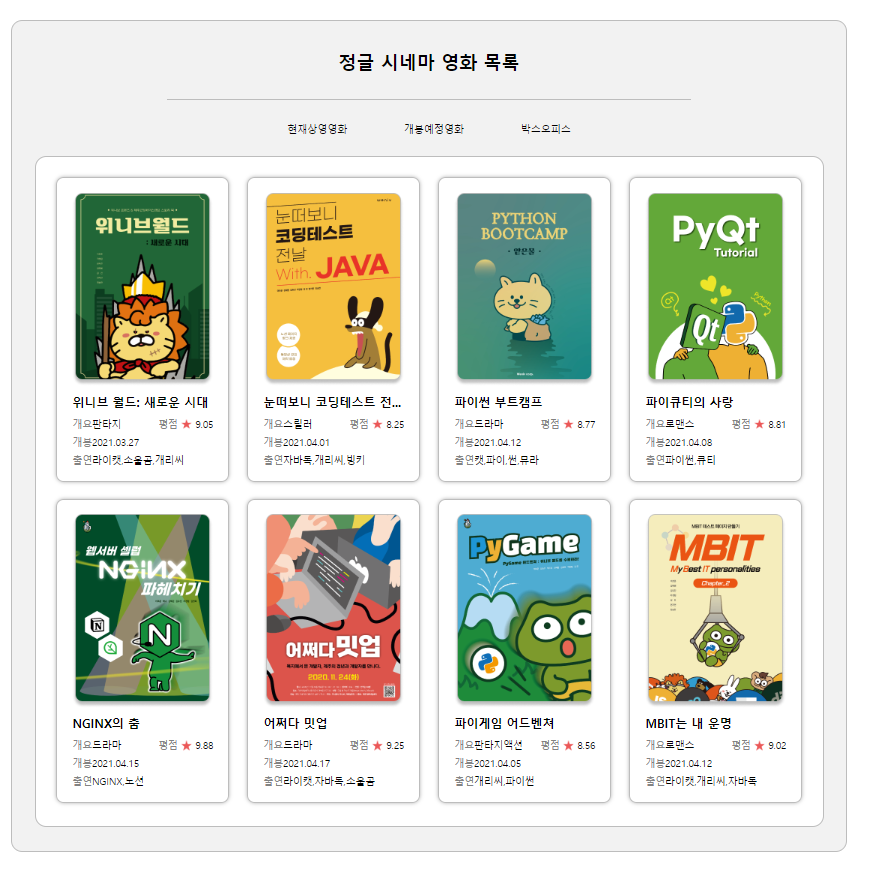 정글 시네마 영화 목록
현재상영영화 개봉예정영화 박스오피스
위니브월드
: 새로운 시대
위니브 월드: 새로운 시대
개요판타지 평점 ★ 9.05
개봉2021.03.27
출연라이캣,소울곰,개리씨
눈떠보니
코딩테스트
전날
With. JAVA
눈떠보니 코딩테스트 전...
개요스릴러 평점 ★ 8.25
개봉2021.04.01
출연자바독,개리씨,빙키
PYTHON
BOOTCAMP
파이썬 부트캠프
개요드라마 평점 ★ 8.77
개봉2021.04.12
출연캣,파이,썬,뮤라
PyQt
Tutorial
Qt
파이큐티의 사랑
개요로맨스 평점 ★ 8.81
개봉2021.04.08
출연파이썬,큐티
웹서버 셀럽
NGiNX
파헤치기
N
N
NGINX의 춤
개요드라마 평점 ★ 9.88
개봉2021.04.15
출연NGINX,노션
어쩌다 밋업
2020. 11. 24(화)
어쩌다 밋업
개요드라마 평점 ★ 9.25
개봉2021.04.17
출연라이캣,자바독,소울곰
PyGame
파이게임 어드벤쳐
개요판타지액션 평점 ★ 8.56
개봉2021.04.05
출연개리씨,파이썬
MBIT 테스트 페이지 만들기
MBIT
My Best IT personalities
Chapter.2
MBIT는 내 운명
개요로맨스 평점 ★ 9.02
개봉2021.04.12
출연라이캣,개리씨,자바독